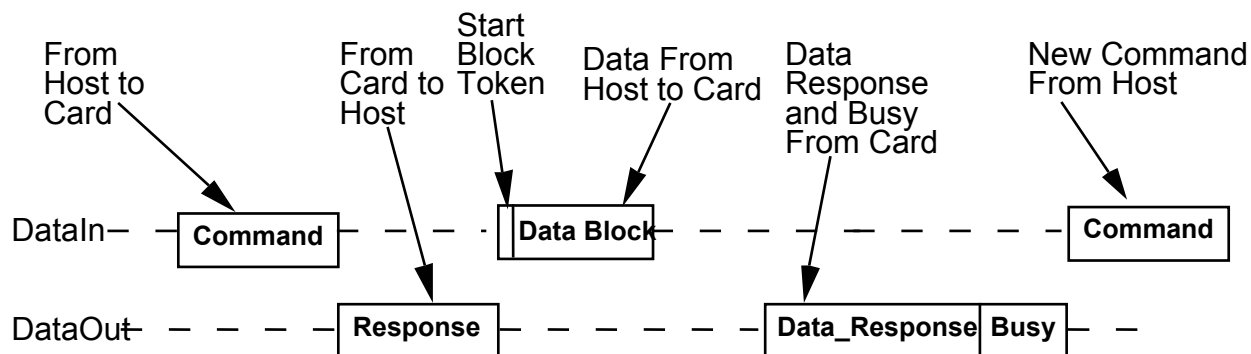 From
Host to
Card
From
Card to
Host
Start
Block
Token
Data From
Host to Card
Data
Response
and Busy
From Card
New Command
From Host
DataIn
Command
Data Block
Command
DataOut
Response
Data_Response
Busy